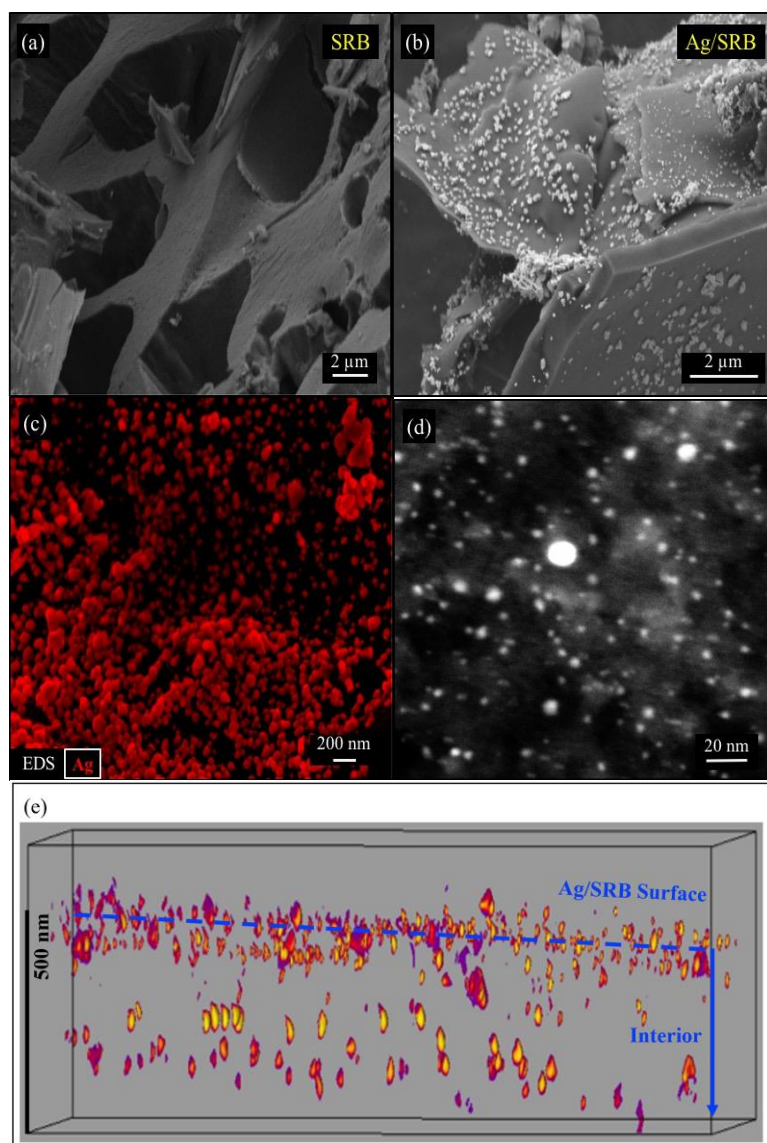 (a)
SRB
2 µm
(b)
Ag/SRB
2 µm
(c)
EDS Ag
200 nm
(d)
20 nm
(e)
500 nm
Ag/SRB Surface
Interior